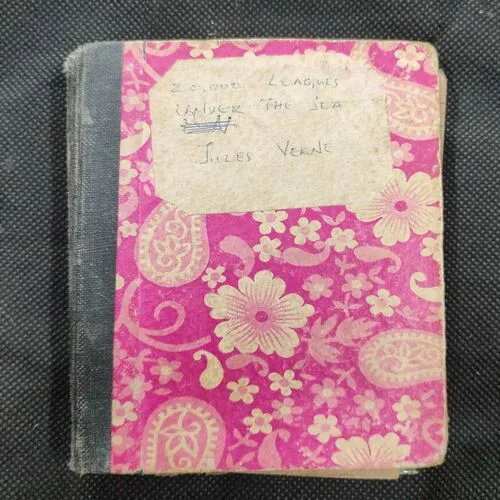 20,000 LEAGUES
UNDER THE SEA
JULES VERNE